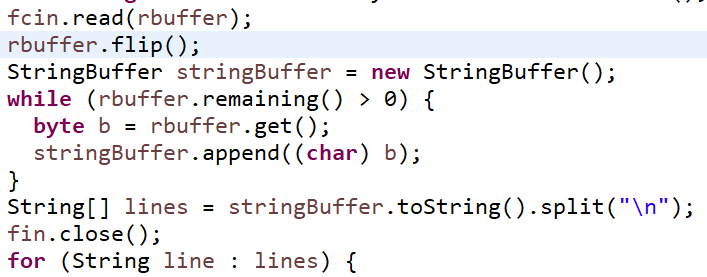 fcin.read(rbuffer);
rbuffer.flip();
StringBuffer stringBuffer = new StringBuffer();
while (rbuffer.remaining() > 0) {
  byte b = rbuffer.get();
  stringBuffer.append((char) b);
}
String[] lines = stringBuffer.toString().split("\n");
fin.close();
for (String line : lines) {